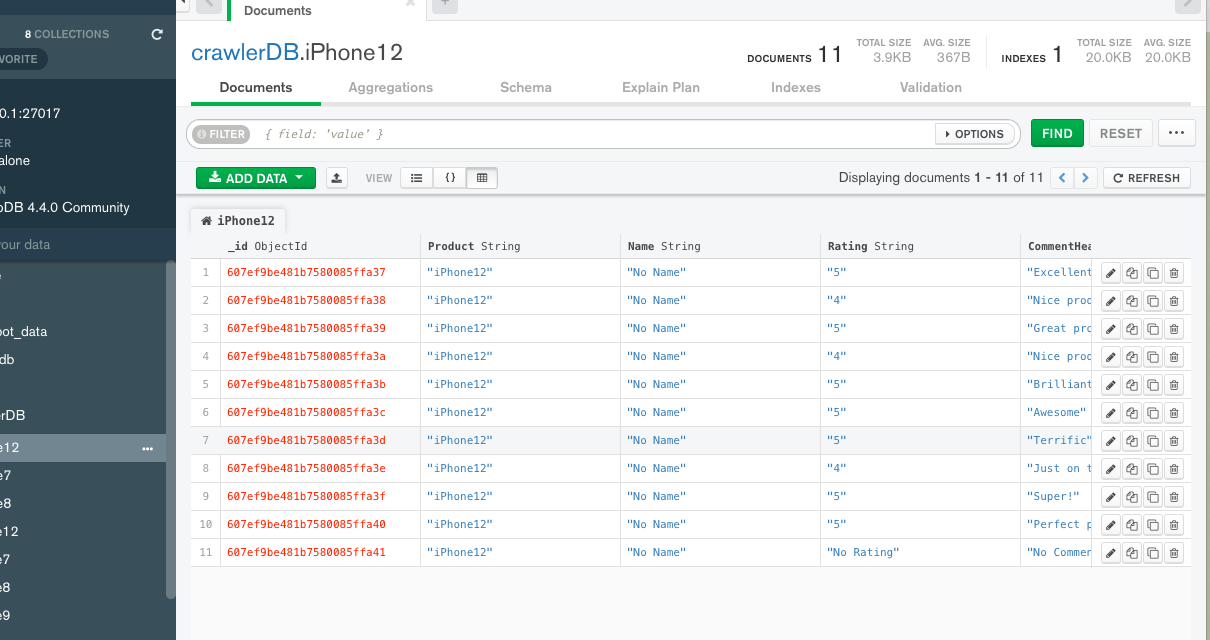 Documents
8 COLLECTIONS
VORITE
0.1:27017
ER
alone
N
oDB 4.4.0 Community
your data
e
oot_data
db
erDB
e12
e7
e8
e12
e7
e8
e9
crawlerDB.iPhone12
DOCUMENTS 11
TOTAL SIZE 3.9KB
AVG. SIZE 367B
INDEXES 1
TOTAL SIZE 20.0KB
AVG. SIZE 20.0KB
Documents Aggregations Schema Explain Plan Indexes Validation
FILTER { field: 'value' } OPTIONS FIND RESET
ADD DATA VIEW {} Displaying documents 1 - 11 of 11 REFRESH
iPhone12
_id ObjectId Product String Name String Rating String CommentHea
1 607ef9be481b7580085ffa37 "iPhone12" "No Name" "5" "Excellent
2 607ef9be481b7580085ffa38 "iPhone12" "No Name" "4" "Nice prod
3 607ef9be481b7580085ffa39 "iPhone12" "No Name" "5" "Great pro
4 607ef9be481b7580085ffa3a "iPhone12" "No Name" "4" "Nice prod
5 607ef9be481b7580085ffa3b "iPhone12" "No Name" "5" "Brilliant
6 607ef9be481b7580085ffa3c "iPhone12" "No Name" "5" "Awesome"
7 607ef9be481b7580085ffa3d "iPhone12" "No Name" "5" "Terrific"
8 607ef9be481b7580085ffa3e "iPhone12" "No Name" "4" "Just on t
9 607ef9be481b7580085ffa3f "iPhone12" "No Name" "5" "Super!"
10 607ef9be481b7580085ffa40 "iPhone12" "No Name" "5" "Perfect p
11 607ef9be481b7580085ffa41 "iPhone12" "No Name" "No Rating" "No Commen